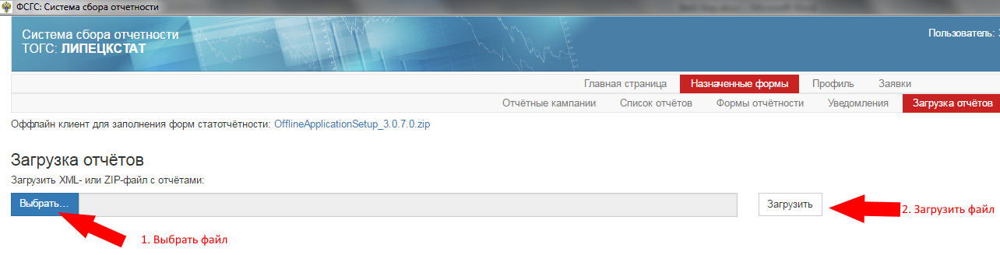 ФСГС: Система сбора отчетности
Система сбора отчетности
ТОГС: ЛИПЕЦКСТАТ
Пользователь:
Главная страница Назначенные формы Профиль Заявки
Отчётные кампании Список отчётов Формы отчётности Уведомления Загрузка отчётов
Оффлайн клиент для заполнения форм статотчётности: OfflineApplicationSetup_3.0.7.0.zip
Загрузка отчётов
Загрузить XML- или ZIP-файл с отчётами:
Выбрать... Загрузить
2. Загрузить файл
1. Выбрать файл